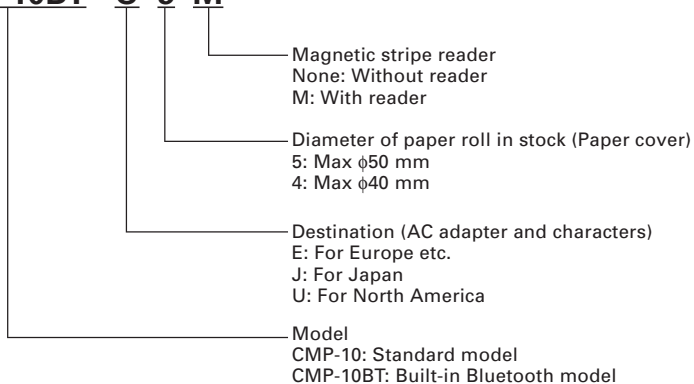 Magnetic stripe reader
None: Without reader
M: With reader
Diameter of paper roll in stock (Paper cover)
5: Max ϕ50 mm
4: Max ϕ40 mm
Destination (AC adapter and characters)
E: For Europe etc.
J: For Japan
U: For North America
Model
CMP-10: Standard model
CMP-10BT: Built-in Bluetooth model